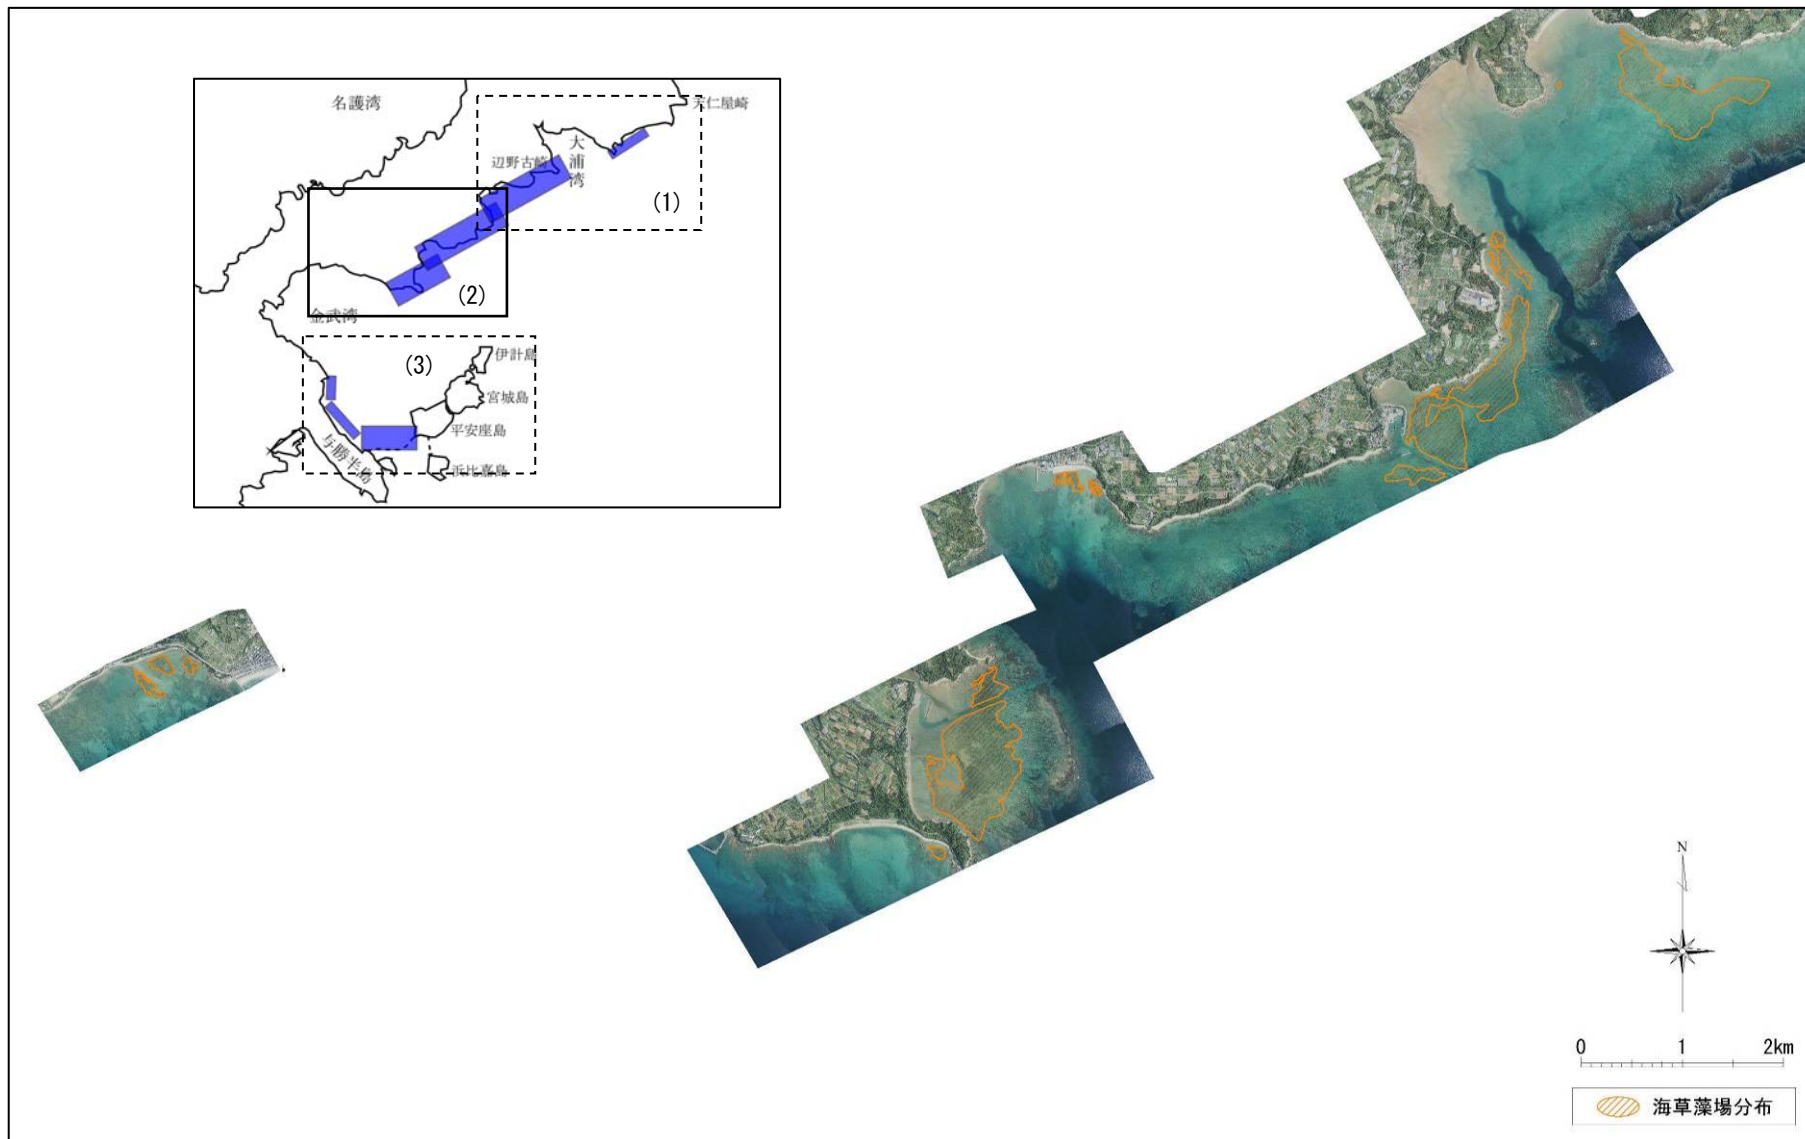 名護湾
天仁屋崎
大浦湾
辺野古崎
(1)
(2)
金武湾
(3)
伊計島
宮城島
平安座島
与勝半島
浜比嘉島
N
0 1 2km
海草藻場分布